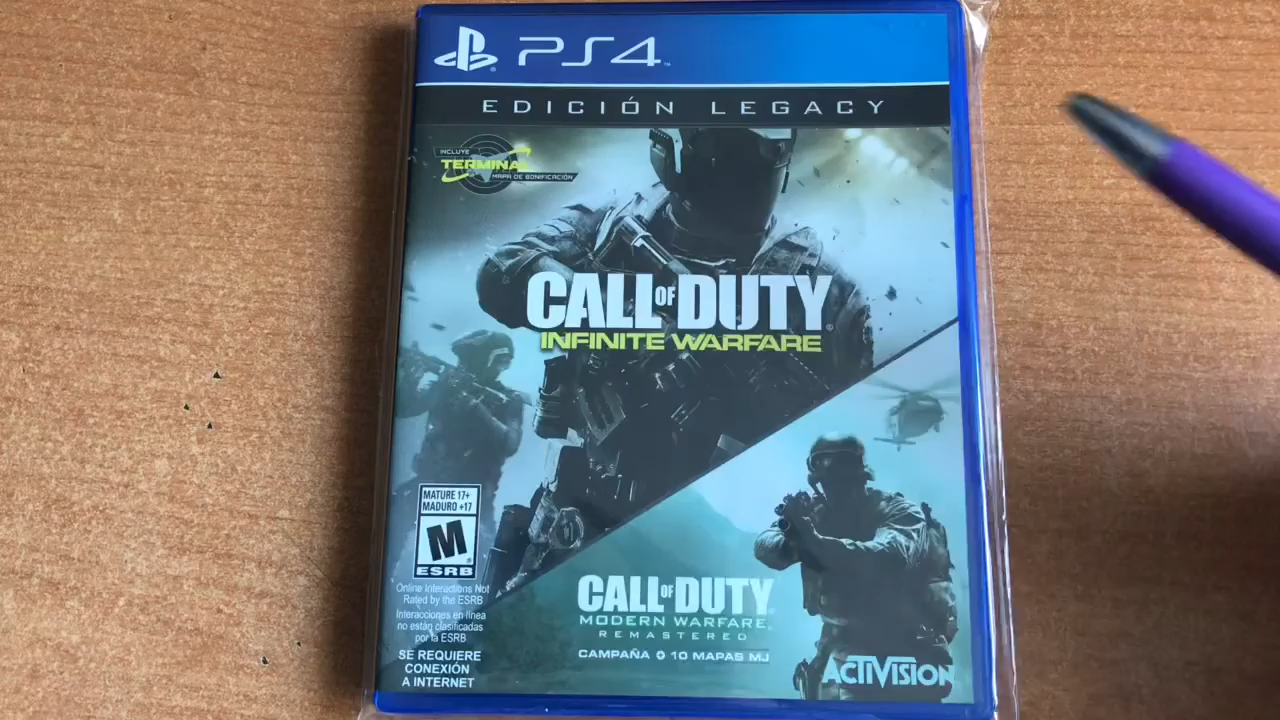 PS4
EDICIÓN LEGACY
INCLUYE
TERMINAL
MAPA DE BONIFICACIÓN
CALL OF DUTY
INFINITE WARFARE
MATURE 17+
MADURO +17
M
ESRB
Online Interactions Not
Rated by the ESRB
Interacciones en línea
no están clasificadas
por la ESRB
SE REQUIERE
CONEXIÓN
A INTERNET
CALL OF DUTY
MODERN WARFARE
REMASTERED
CAMPAÑA + 10 MAPAS MJ
ACTIVISION